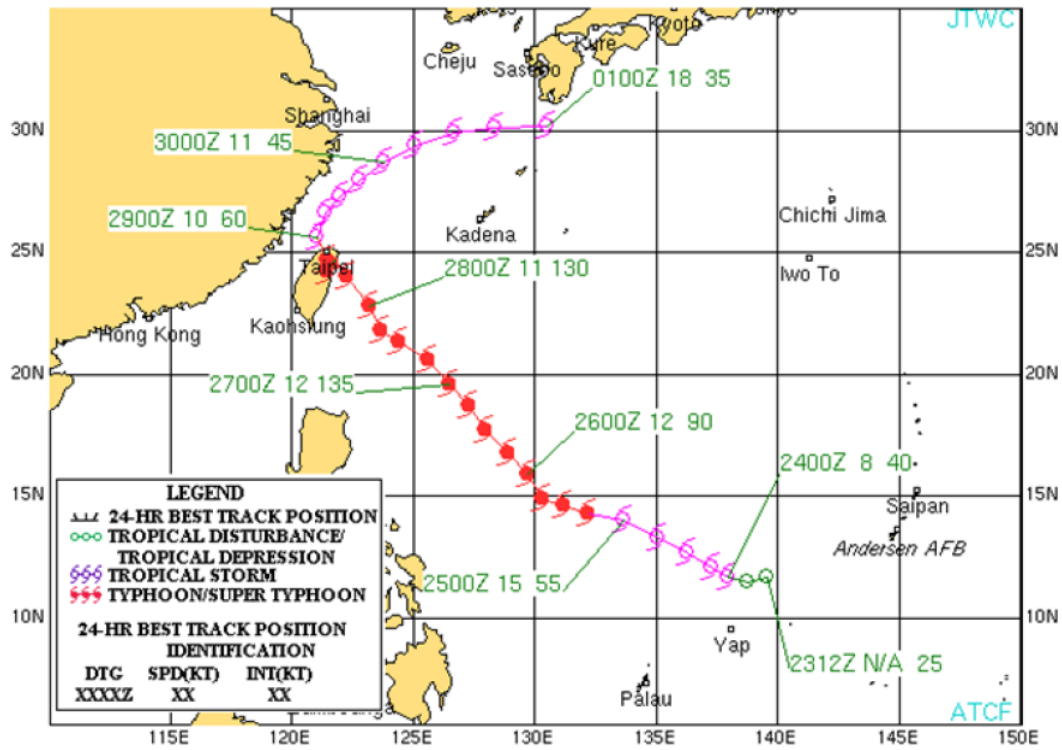 JTWC
Kyoto
Kure
Cheju
Sasebo
0100Z 18 35
Shanghai
30N
30N
3000Z 11 45
Chichi Jima
2900Z 10 60
Kadena
25N
25N
Taipei
2800Z 11 130
Iwo To
Hong Kong
Kaohsiung
20N
20N
2700Z 12 135
2600Z 12 90
2400Z 8 40
15N
15N
Saipan
Andersen AFB
2500Z 15 55
10N
10N
Yap
2312Z N/A 25
Palau
LEGEND
24-HR BEST TRACK POSITION
TROPICAL DISTURBANCE/
TROPICAL DEPRESSION
TROPICAL STORM
TYPHOON/SUPER TYPHOON
24-HR BEST TRACK POSITION
IDENTIFICATION
DTG SPD(KT) INT(KT)
XXXXZ XX XX
ATCF
115E 120E 125E 130E 135E 140E 145E 150E